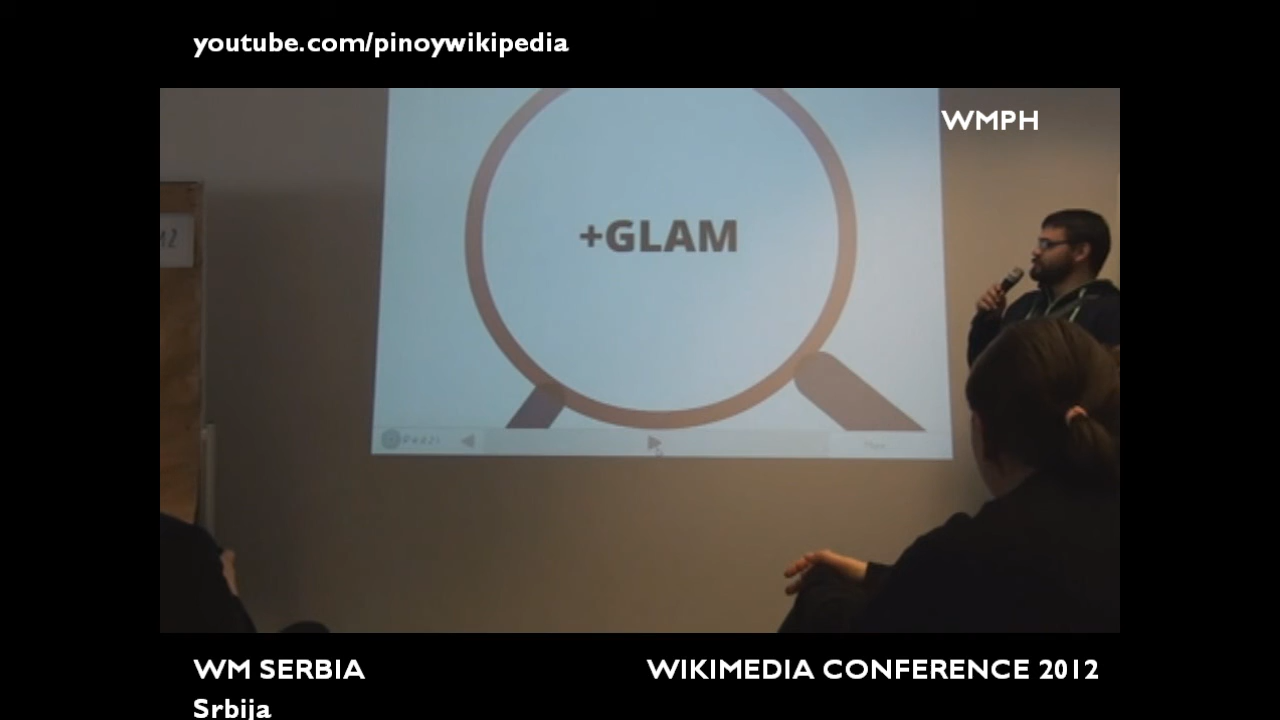 youtube.com/pinoywikipedia
WMPH
+GLAM
WM SERBIA
WIKIMEDIA CONFERENCE 2012
Srbija